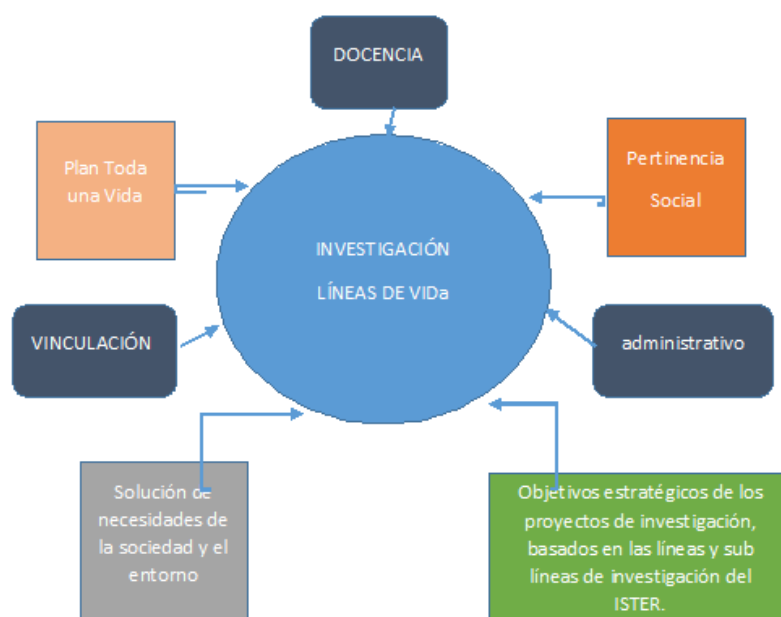 DOCENCIA
Plan Toda
una Vida
Pertinencia
Social
INVESTIGACIÓN
LÍNEAS DE VIDa
VINCULACIÓN
administrativo
Solución de
necesidades de
la sociedad y el
entorno
Objetivos estratégicos de los
proyectos de investigación,
basados en las líneas y sub
líneas de investigación del
ISTER.